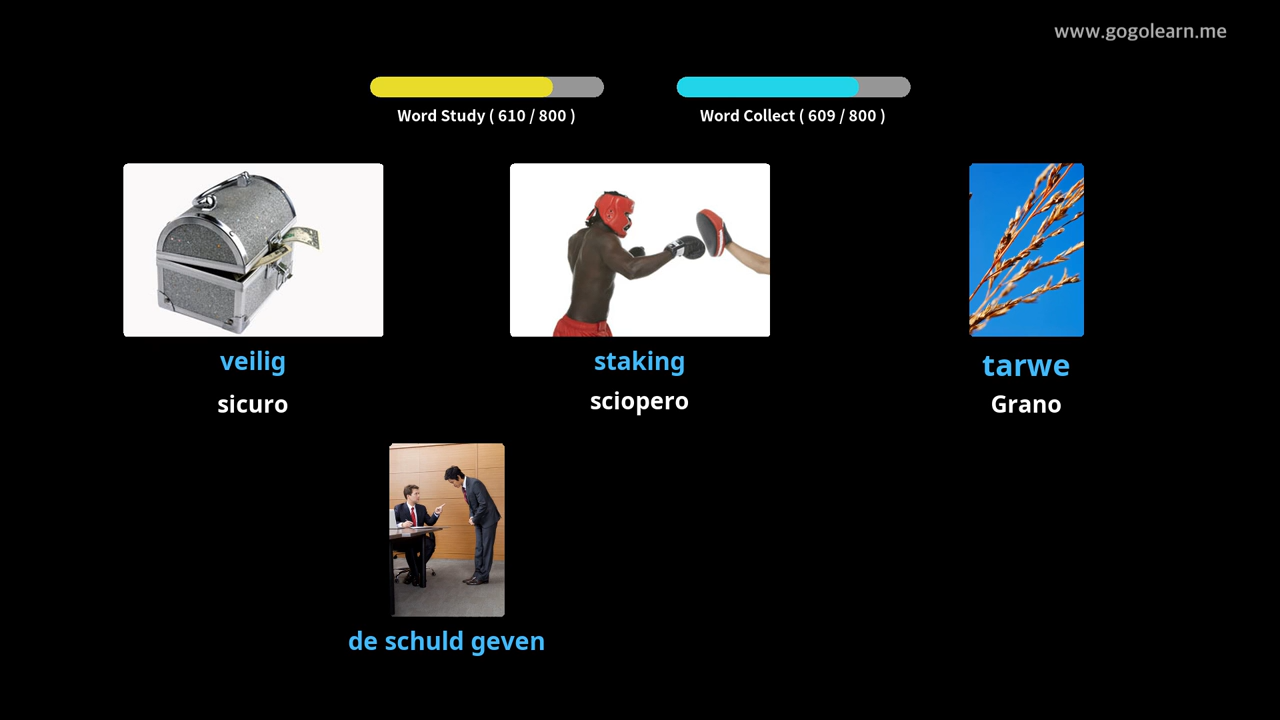 www.gogolearn.me
Word Study ( 610 / 800 )
Word Collect ( 609 / 800 )
veilig
sicuro
staking
sciopero
tarwe
Grano
de schuld geven